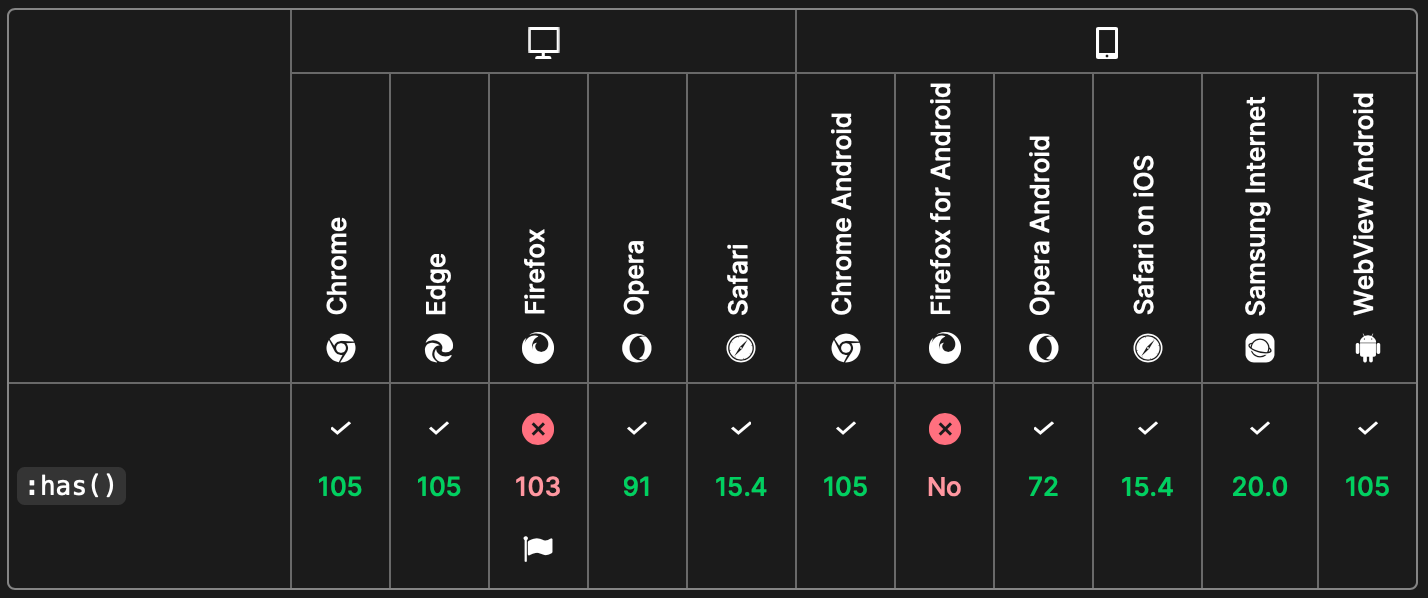 Chrome
Edge
Firefox
Opera
Safari
Chrome Android
Firefox for Android
Opera Android
Safari on iOS
Samsung Internet
WebView Android
:has()
105
105
103
91
15.4
105
No
72
15.4
20.0
105